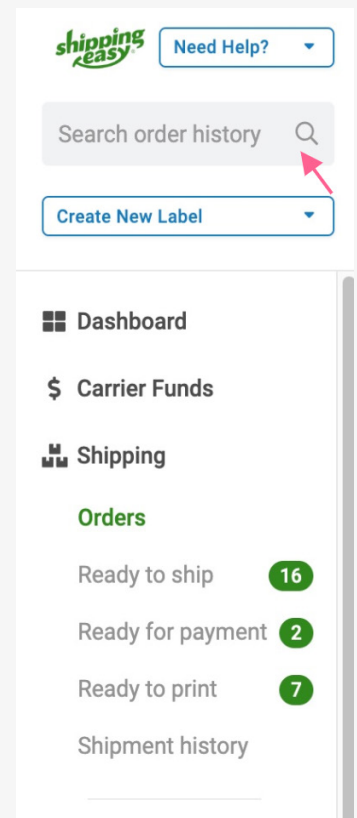 shipping
easy
Need Help?
Search order history
Create New Label
Dashboard
$ Carrier Funds
Shipping
Orders
Ready to ship 16
Ready for payment 2
Ready to print 7
Shipment history